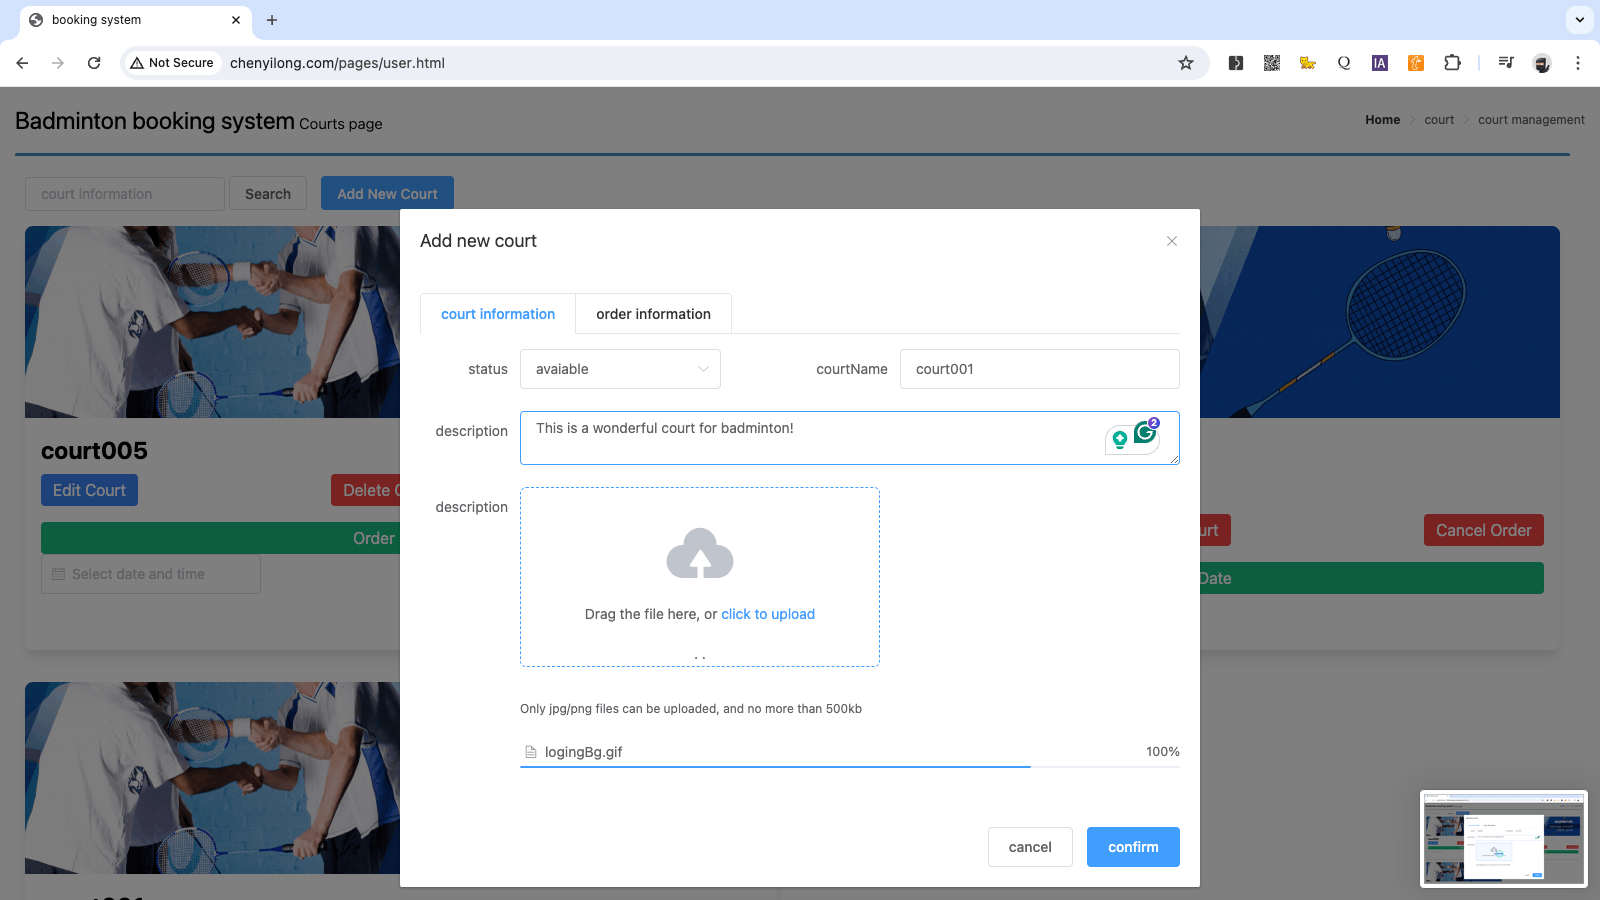 booking system
Not Secure
chenyilong.com/pages/user.html
IA
Badminton booking system Courts page
Home
court
court management
court information
Search
Add New Court
Add new court
court information
order information
status
avaiable
courtName
court001
description
This is a wonderful court for badminton!
2
description
Drag the file here, or click to upload
Only jpg/png files can be uploaded, and no more than 500kb
logingBg.gif
100%
cancel
confirm
court005
Edit Court
Delete
Order
Select date and time
Cancel Order
Date